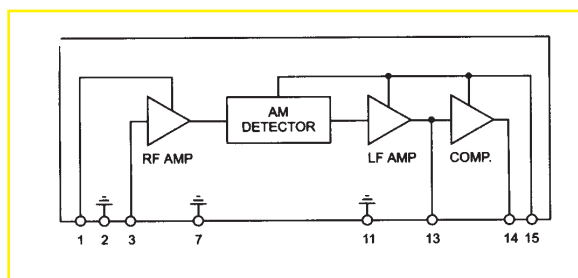 AM
DETECTOR
RF AMP
LF AMP
COMP.
1 2 3 7 11 13 14 15